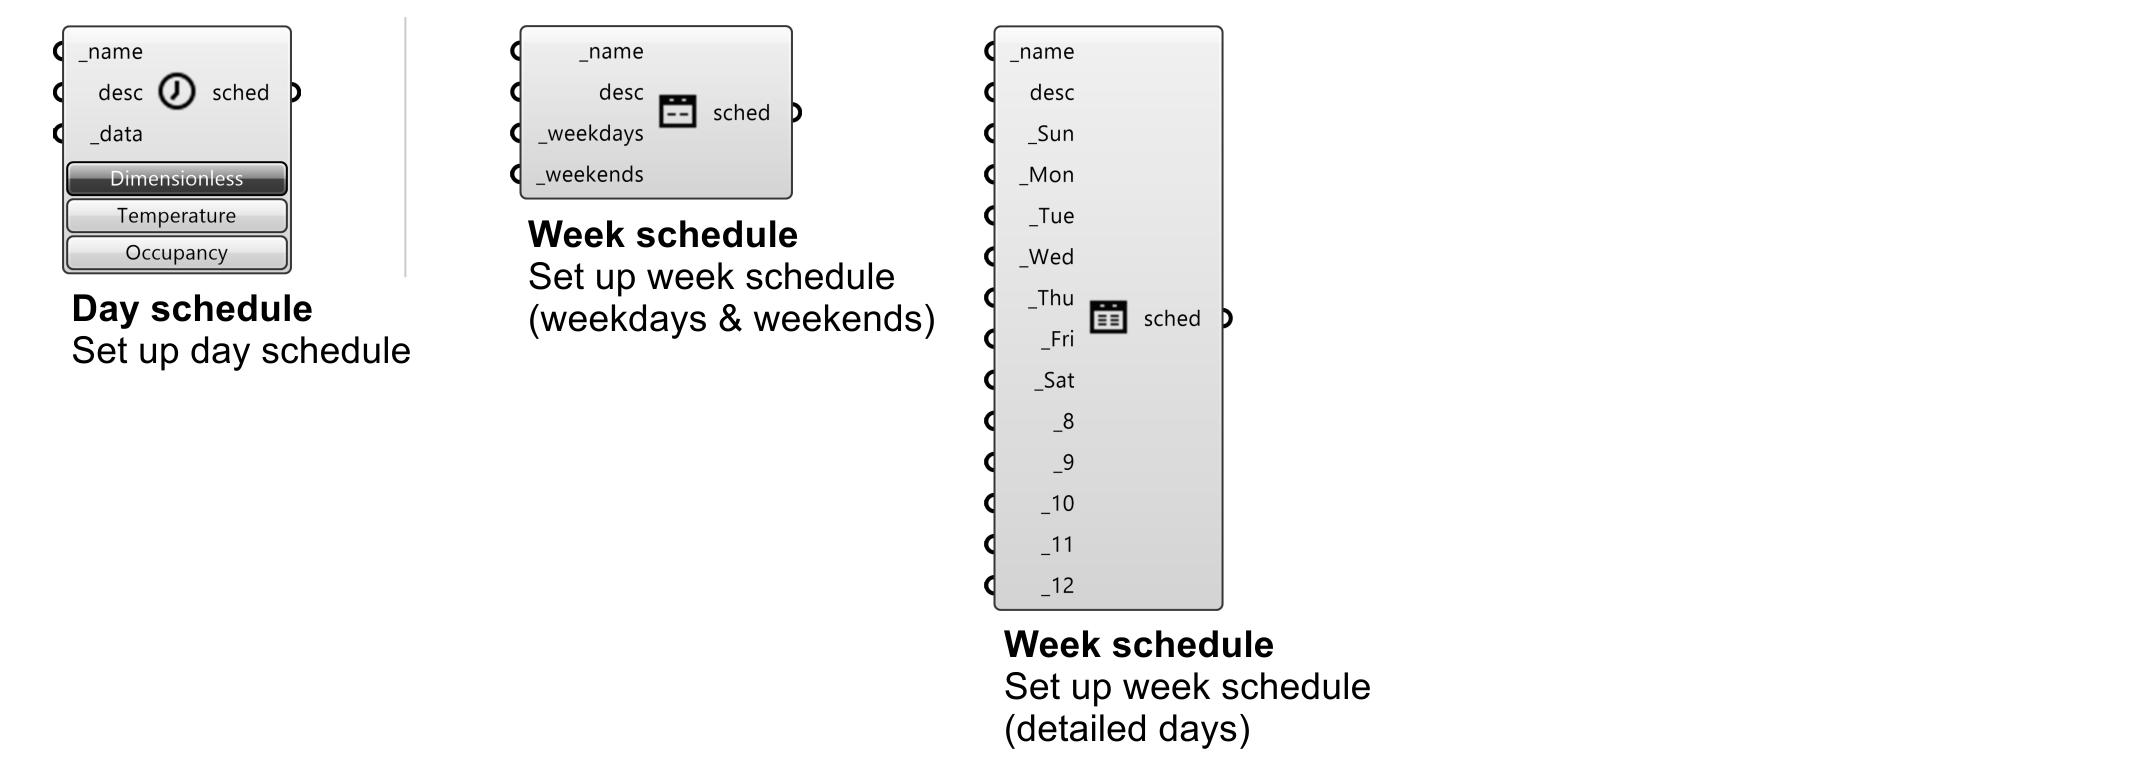 _name
desc
sched
_data
Dimensionless
Temperature
Occupancy
Day schedule
Set up day schedule
_name
desc
_weekdays
sched
_weekends
Week schedule
Set up week schedule
(weekdays & weekends)
_name
desc
_Sun
_Mon
_Tue
_Wed
_Thu
sched
_Fri
_Sat
_8
_9
_10
_11
_12
Week schedule
Set up week schedule
(detailed days)